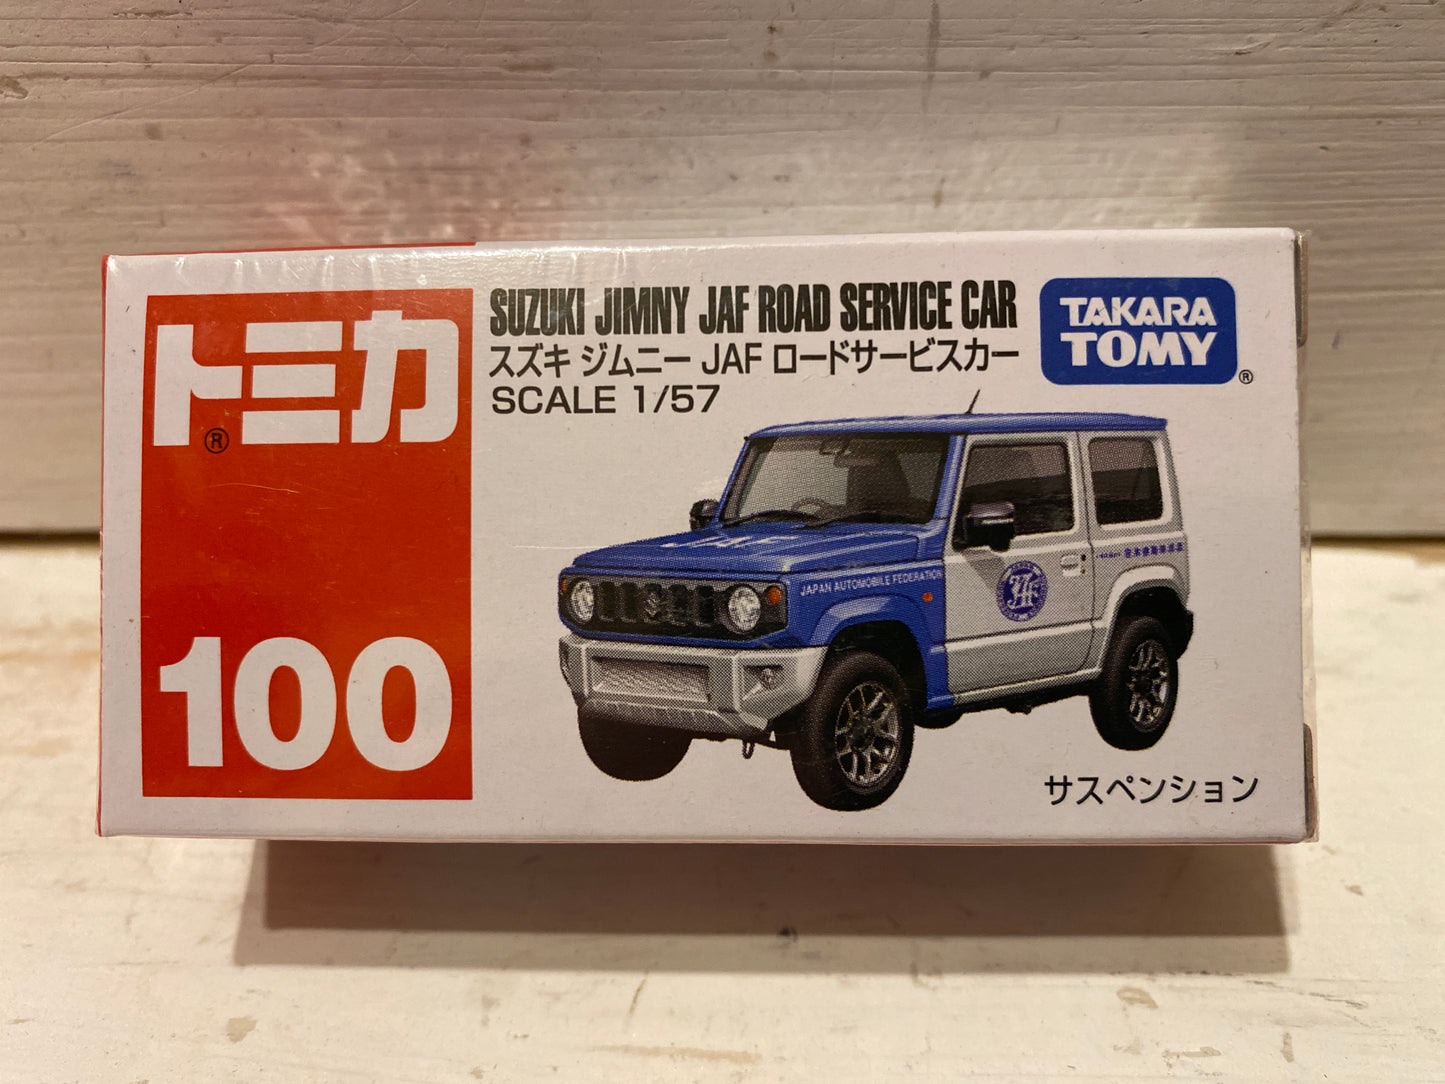 トミカ
®
100
SUZUKI JIMNY JAF ROAD SERVICE CAR
スズキ ジムニー JAF ロードサービスカー
SCALE 1/57
TAKARA
TOMY
®
JAF
JAPAN AUTOMOBILE FEDERATION
JAF
サスペンション